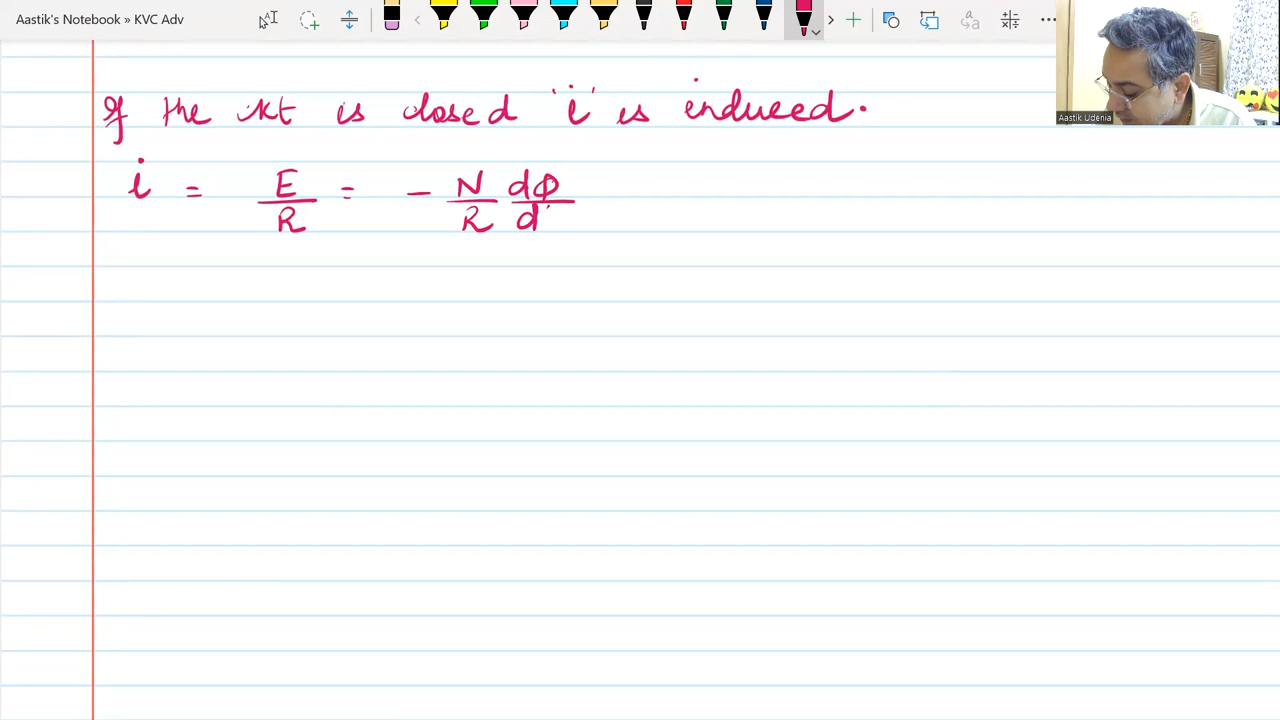 Aastik's Notebook » KVC Adv
Aastik Udenia
If the ckt is closed 'i' is induced.
i = E/R = - N/R dΦ/d